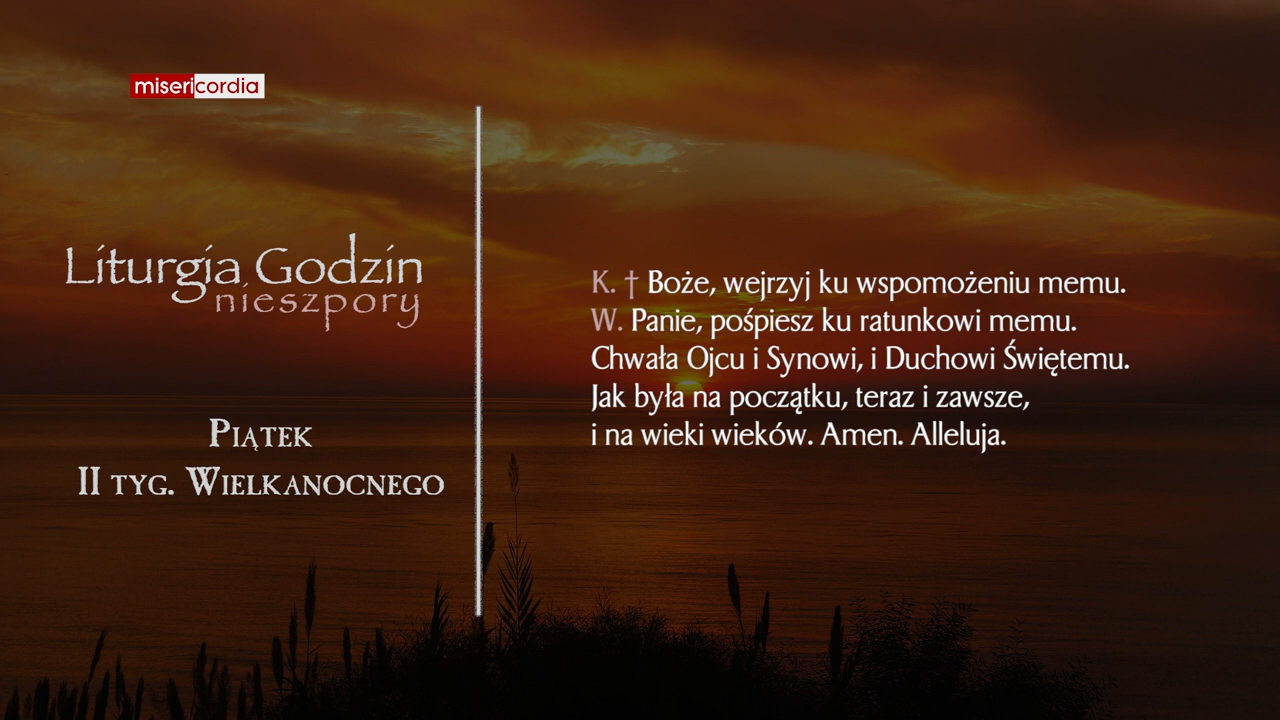 misericordia
Liturgia Godzin
nieszpory
Piątek
II tyg. Wielkanocnego
K. † Boże, wejrzyj ku wspomożeniu memu.
W. Panie, pośpiesz ku ratunkowi memu.
Chwała Ojcu i Synowi, i Duchowi Świętemu.
Jak była na początku, teraz i zawsze,
i na wieki wieków. Amen. Alleluja.